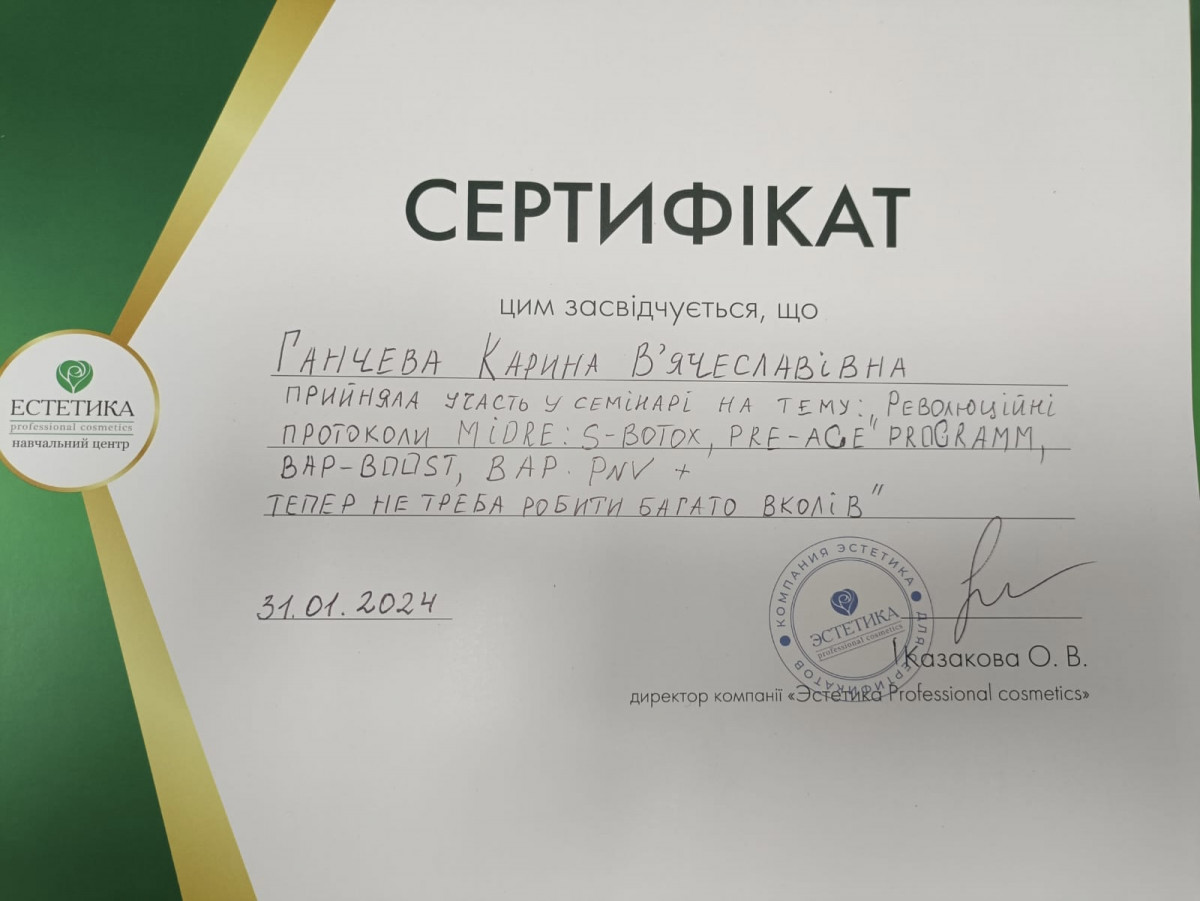 СЕРТИФІКАТ
цим засвідчується, що
Ганчева Карина В'ячеславівна
прийняла участь у семінарі на тему: „Революційні
протоколи MiDRE: S-BOTOX, PRE-AGE" PROGRAMM,
BAP-BOOST, BAP. PNV +
тепер не треба робити багато вколів"
ЕСТЕТИКА
professional cosmetics
навчальний центр
31.01.2024
КОМПАНИЯ ЭСТЕТИКА
ДЛЯ СЕРТИФИКАТОВ
ЭСТЕТИКА
professional cosmetics
Казакова О. В.
директор компанії «Эстетика Professional cosmetics»